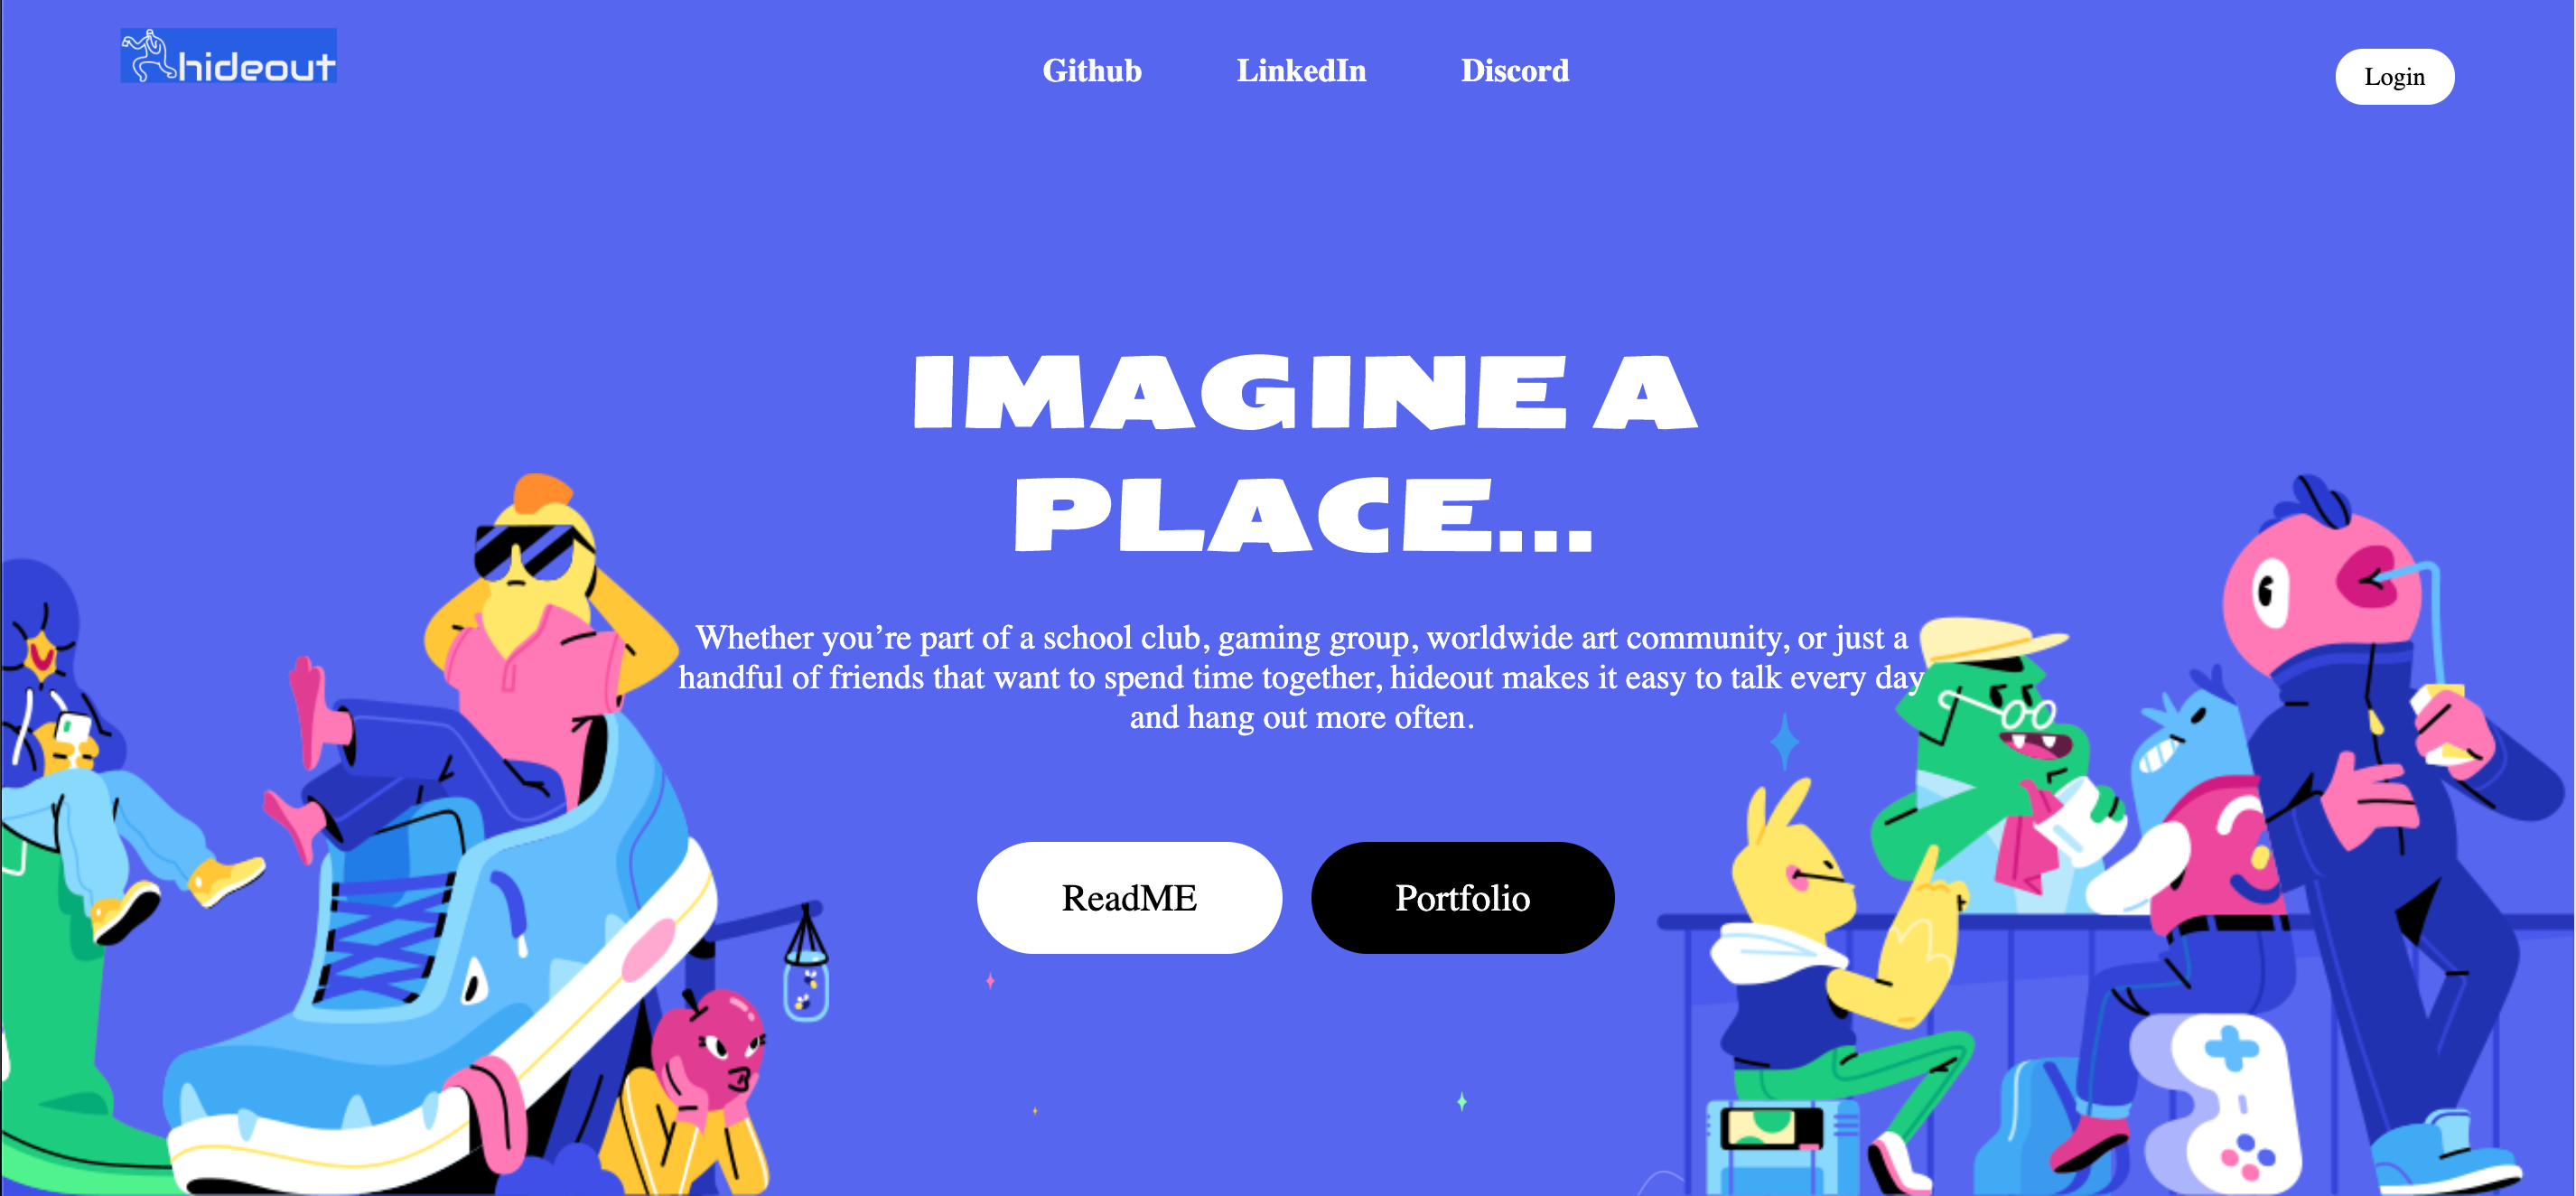 hideout
Github
LinkedIn
Discord
Login
IMAGINE A
PLACE...
Whether you’re part of a school club, gaming group, worldwide art community, or just a
handful of friends that want to spend time together, hideout makes it easy to talk every day
and hang out more often.
ReadME
Portfolio